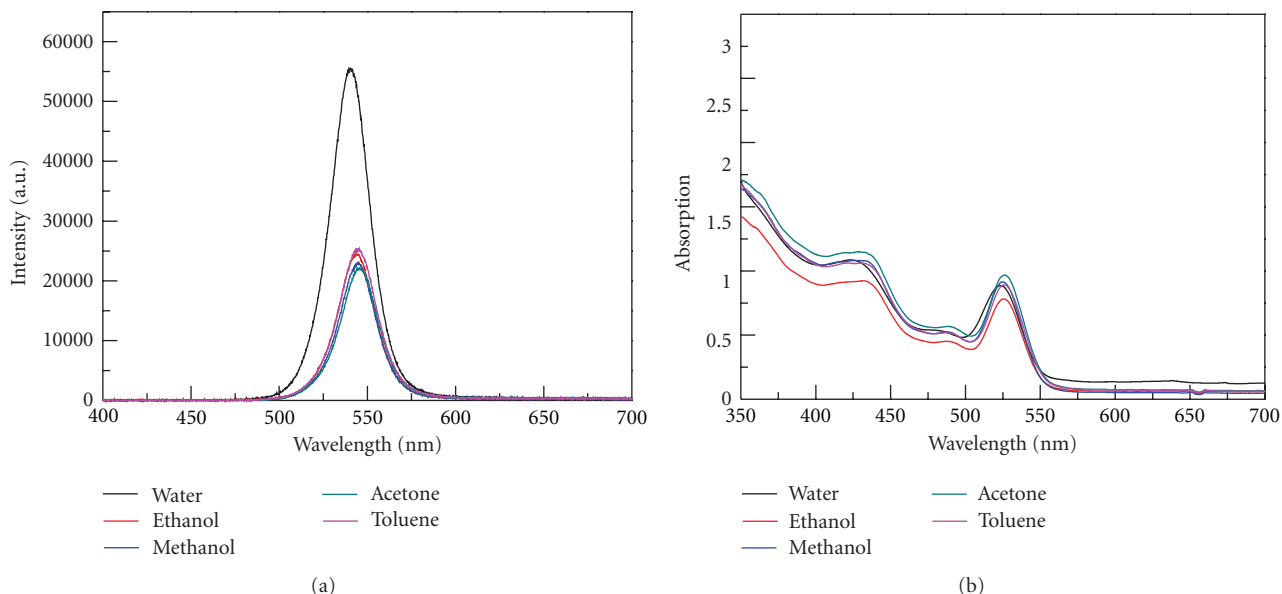 60000
50000
40000
30000
20000
10000
0
Intensity (a.u.)
400 450 500 550 600 650 700
Wavelength (nm)
Water
Ethanol
Methanol
Acetone
Toluene
(a)
3
2.5
2
1.5
1
0.5
0
Absorption
350 400 450 500 550 600 650 700
Wavelength (nm)
Water
Ethanol
Methanol
Acetone
Toluene
(b)